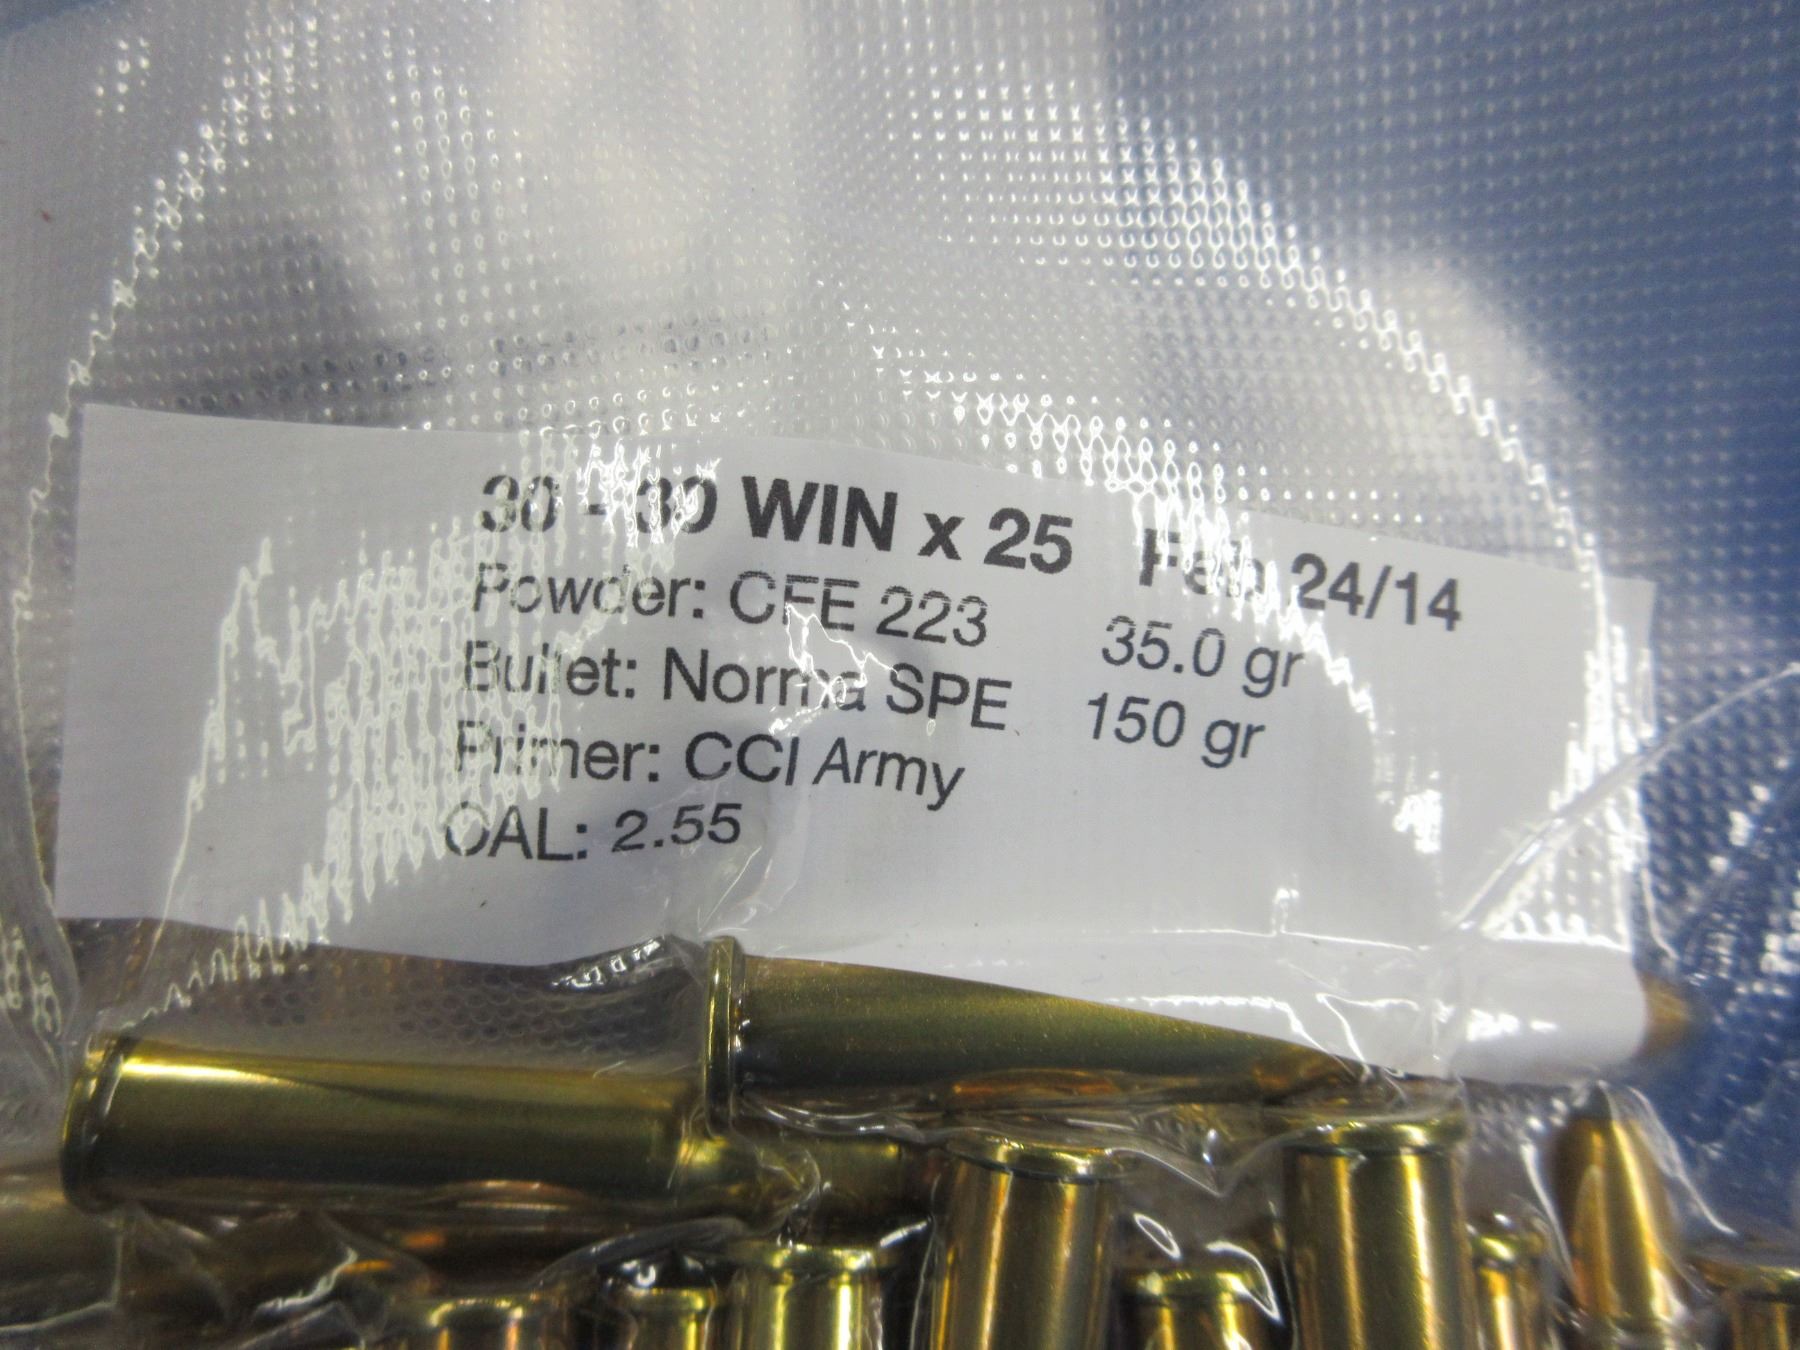 30 - 30 WIN x 25 Feb 24/14
Powder: CFE 223 35.0 gr
Bullet: Norma SPE 150 gr
Primer: CCI Army
OAL: 2.55